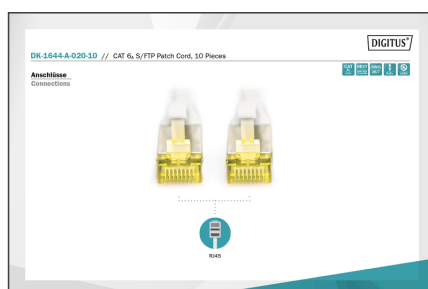 DIGITUS®
DK-1644-A-020-10 // CAT 6A S/FTP Patch Cord, 10 Pieces
Anschlüsse
Connections
RJ45